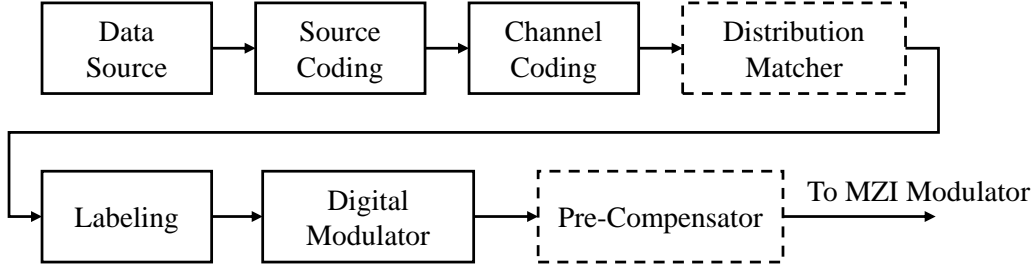 Data
Source
Source
Coding
Channel
Coding
Distribution
Matcher
Labeling
Digital
Modulator
Pre-Compensator
To MZI Modulator